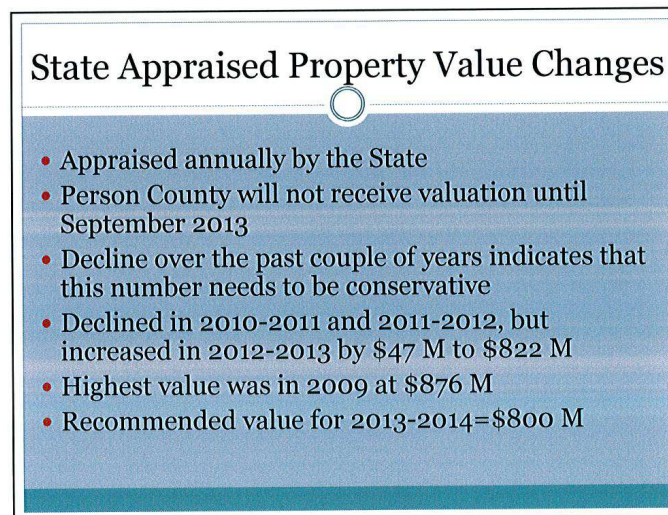 State Appraised Property Value Changes
• Appraised annually by the State
• Person County will not receive valuation until
September 2013
• Decline over the past couple of years indicates that
this number needs to be conservative
• Declined in 2010-2011 and 2011-2012, but
increased in 2012-2013 by $47 M to $822 M
• Highest value was in 2009 at $876 M
• Recommended value for 2013-2014=$800 M